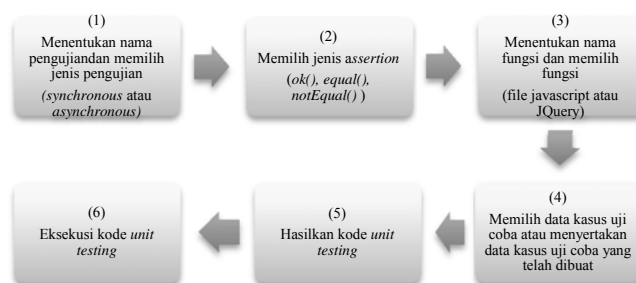 (1)
Menentukan nama
pengujiandan memilih
jenis pengujian
(synchronous atau
asynchronous)
(2)
Memilih jenis assertion
(ok(), equal(),
notEqual() )
(3)
Menentukan nama
fungsi dan memilih
fungsi
(file javascript atau
JQuery)
(4)
Memilih data kasus uji
coba atau menyertakan
data kasus uji coba yang
telah dibuat
(5)
Hasilkan kode unit
testing
(6)
Eksekusi kode unit
testing